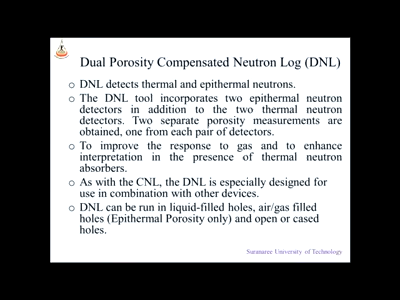 Dual Porosity Compensated Neutron Log (DNL)
o DNL detects thermal and epithermal neutrons.
o The DNL tool incorporates two epithermal neutron
detectors in addition to the two thermal neutron
detectors. Two separate porosity measurements are
obtained, one from each pair of detectors.
o To improve the response to gas and to enhance
interpretation in the presence of thermal neutron
absorbers.
o As with the CNL, the DNL is especially designed for
use in combination with other devices.
o DNL can be run in liquid-filled holes, air/gas filled
holes (Epithermal Porosity only) and open or cased
holes.
Suranaree University of Technology